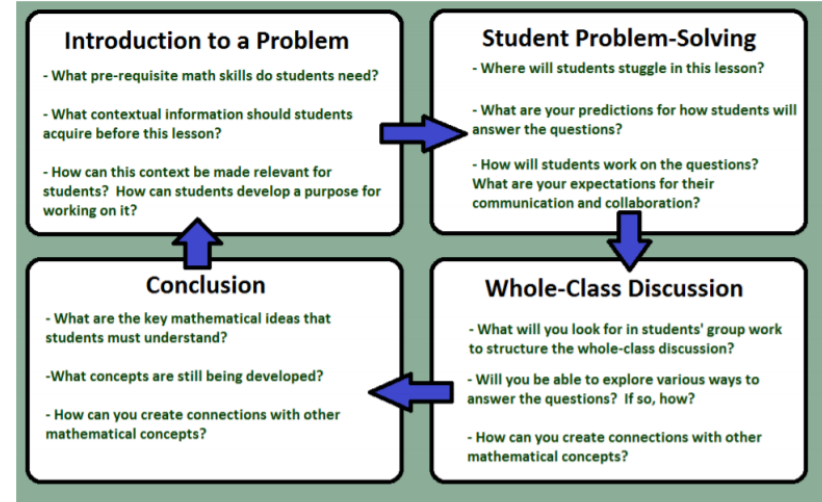 Introduction to a Problem
- What pre-requisite math skills do students need?
- What contextual information should students
acquire before this lesson?
- How can this context be made relevant for
students? How can students develop a purpose for
working on it?
Student Problem-Solving
- Where will students stuggle in this lesson?
- What are your predictions for how students will
answer the questions?
- How will students work on the questions?
What are your expectations for their
communication and collaboration?
Whole-Class Discussion
- What will you look for in students' group work
to structure the whole-class discussion?
- Will you be able to explore various ways to
answer the questions? If so, how?
- How can you create connections with other
mathematical concepts?
Conclusion
- What are the key mathematical ideas that
students must understand?
-What concepts are still being developed?
- How can you create connections with other
mathematical concepts?